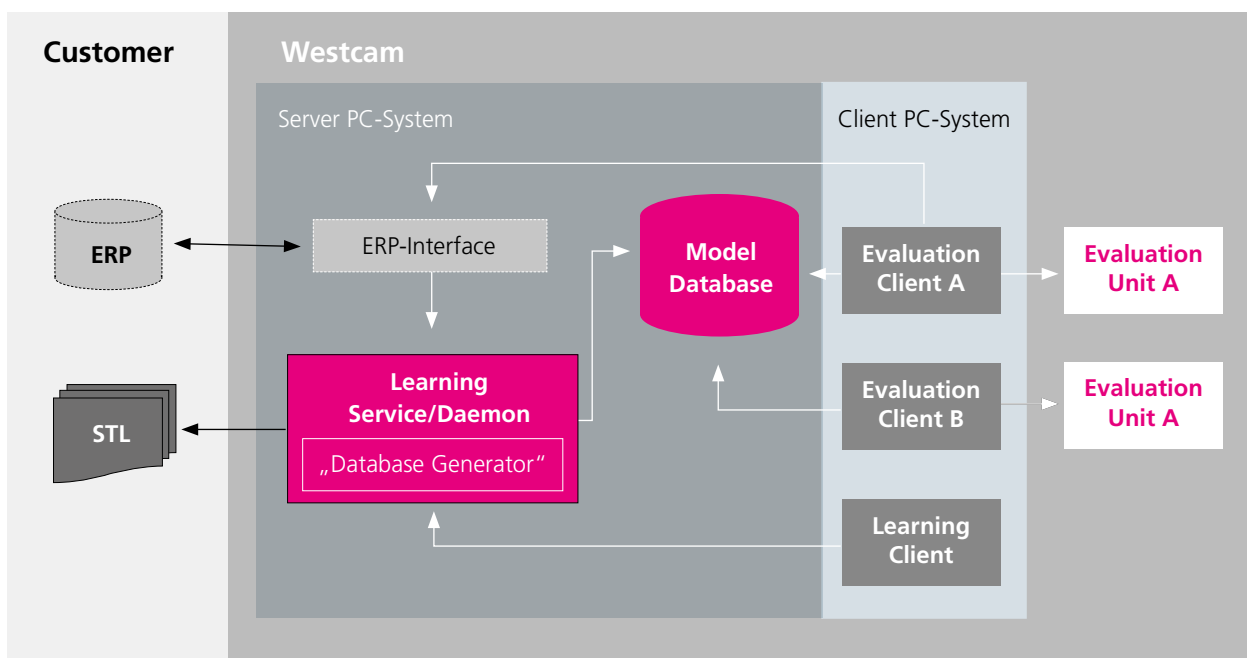 Customer
Westcam
Server PC-System
Client PC-System
ERP
ERP-Interface
Model
Database
Evaluation
Client A
Evaluation
Unit A
STL
Learning
Service/Daemon
„Database Generator“
Evaluation
Client B
Evaluation
Unit A
Learning
Client